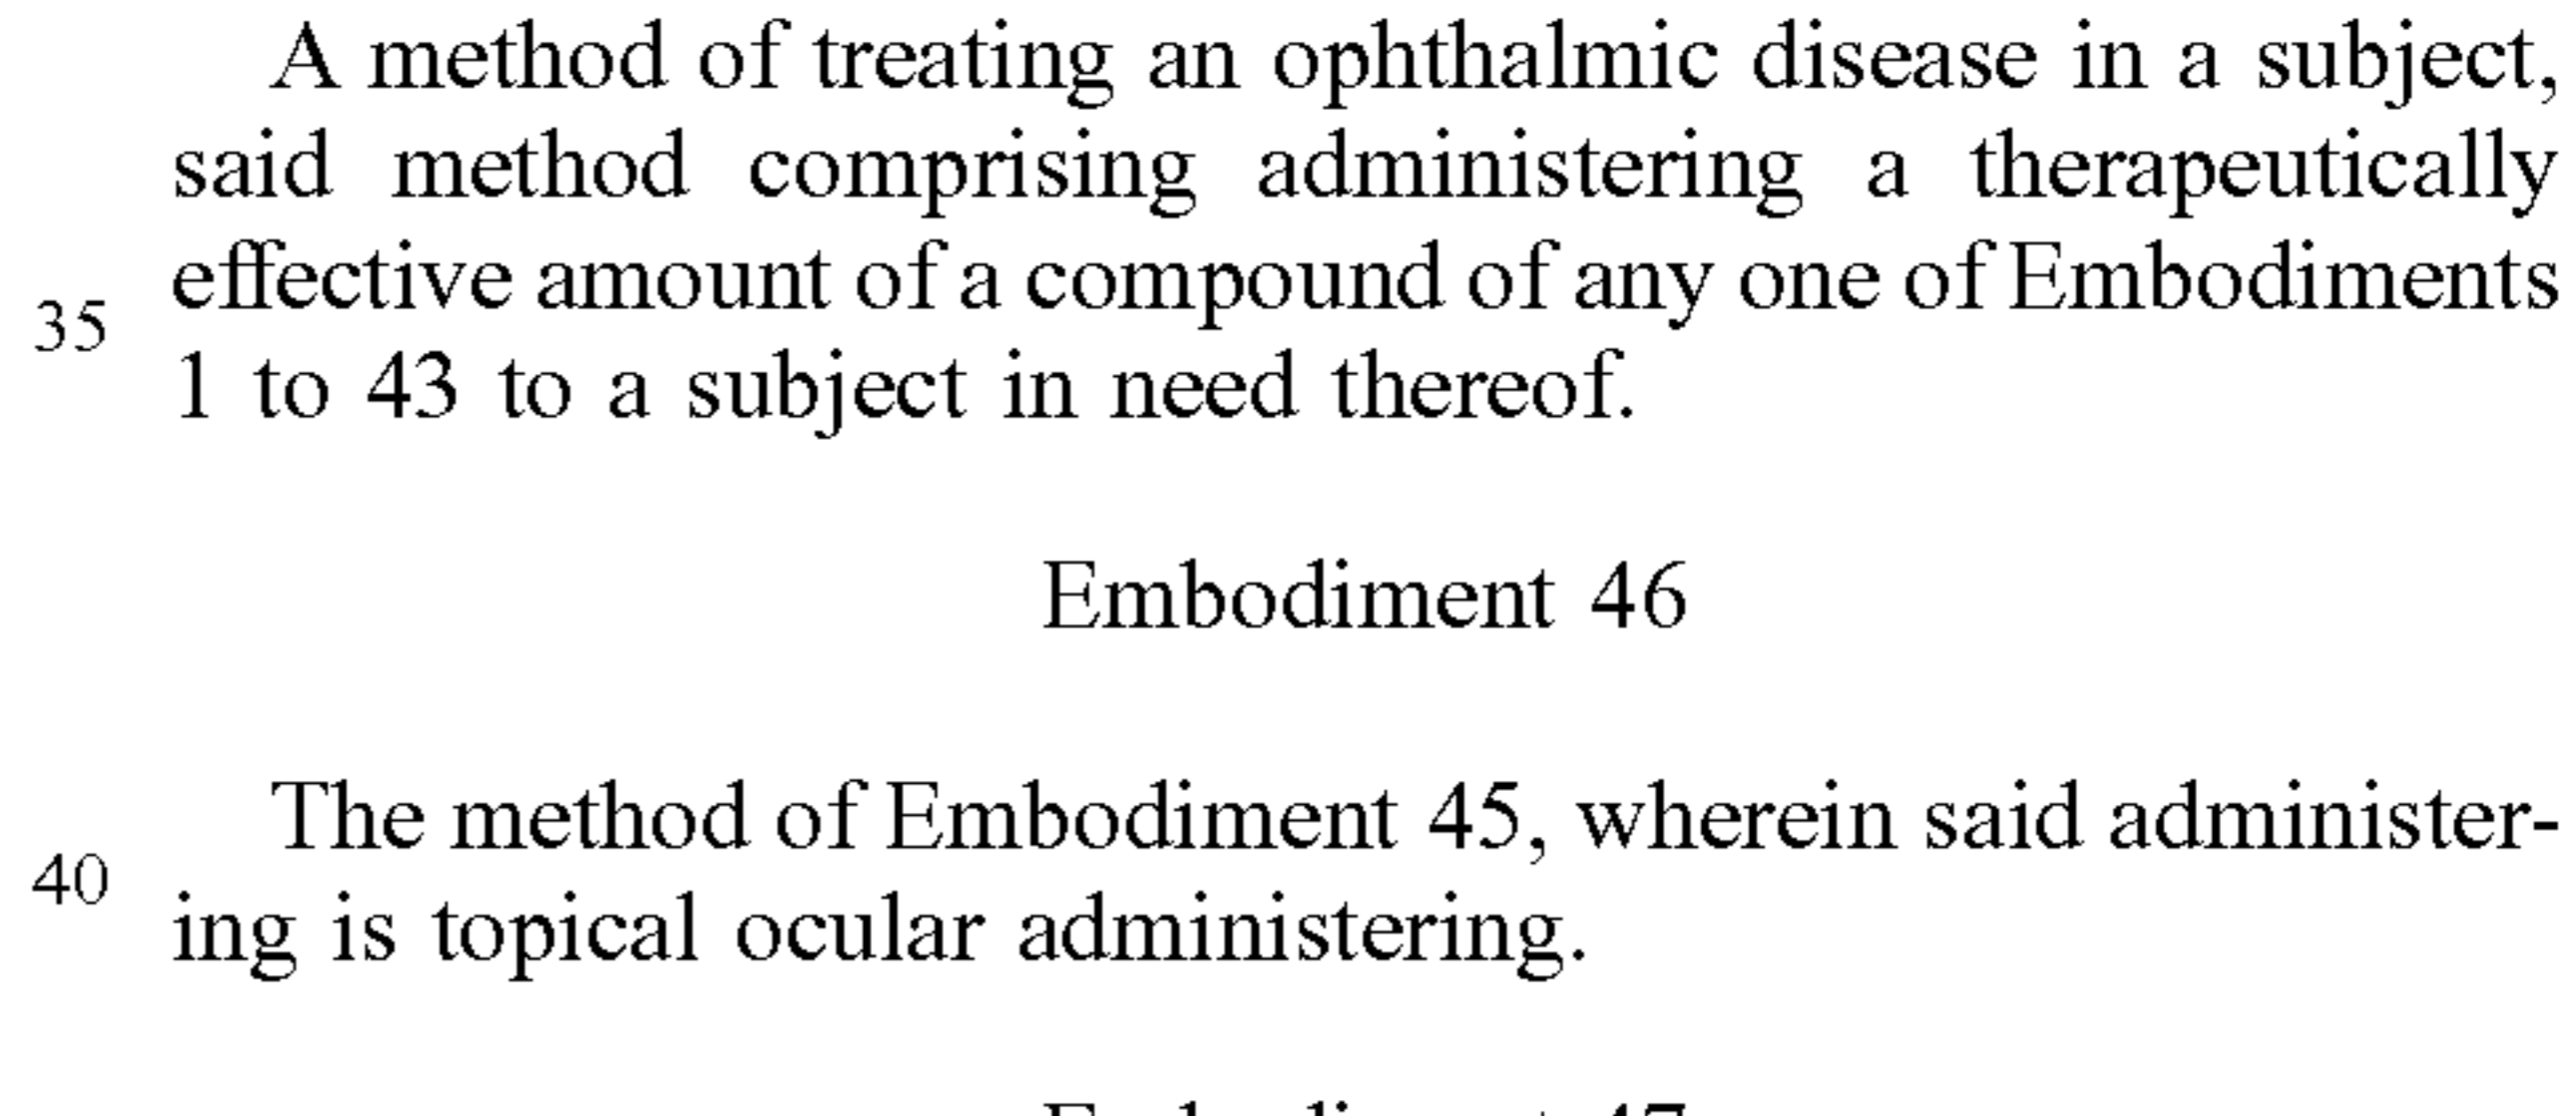 A method of treating an ophthalmic disease in a subject,
said method comprising administering a therapeutically
effective amount of a compound of any one of Embodiments
35
1 to 43 to a subject in need thereof.
Embodiment 46
The method of Embodiment 45, wherein said administer-
40
ing is topical ocular administering.